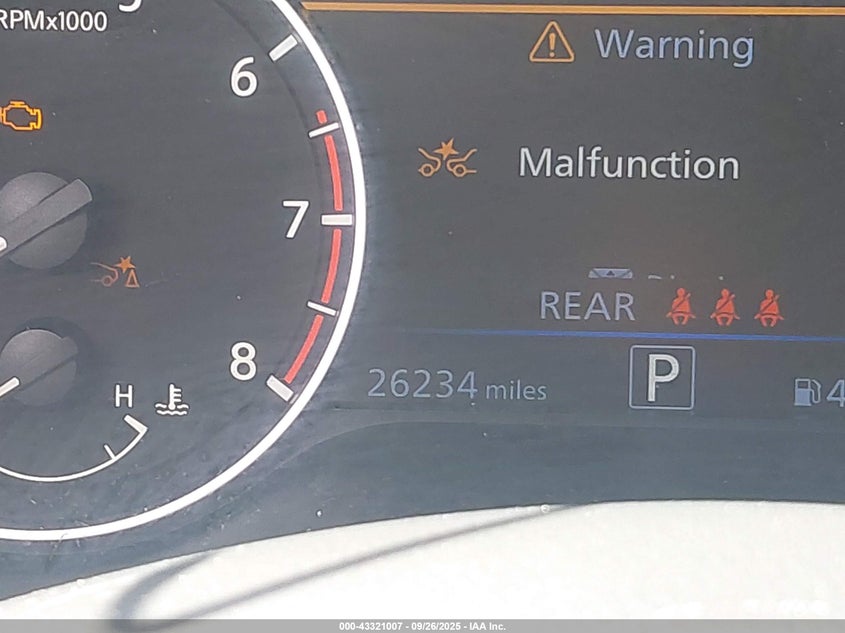 RPMx1000
6
Warning
Malfunction
7
REAR
8
26234 miles
P
4
H
000-43321007 - 09/26/2025 - IAA Inc.